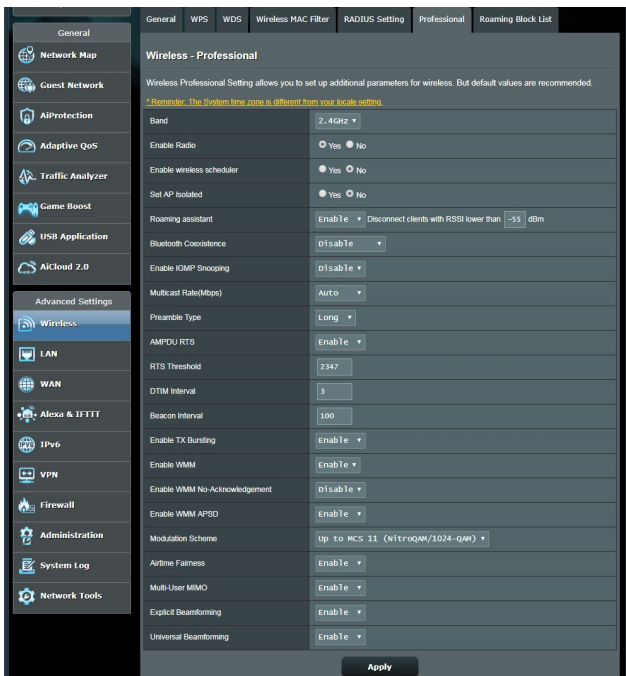 General
Network Map
Guest Network
AiProtection
Adaptive QoS
Traffic Analyzer
Game Boost
USB Application
AiCloud 2.0
Advanced Settings
Wireless
LAN
WAN
Alexa & IFTTT
IPv6
VPN
Firewall
Administration
System Log
Network Tools
General WPS WDS Wireless MAC Filter RADIUS Setting Professional Roaming Block List
Wireless - Professional
Wireless Professional Setting allows you to set up additional parameters for wireless. But default values are recommended.
* Reminder: The System time zone is different from your locale setting.
Band 2.4GHz
Enable Radio Yes No
Enable wireless scheduler Yes No
Set AP Isolated Yes No
Roaming assistant Enable Disconnect clients with RSSI lower than -55 dBm
Bluetooth Coexistence Disable
Enable IGMP Snooping Disable
Multicast Rate(Mbps) Auto
Preamble Type Long
AMPDU RTS Enable
RTS Threshold 2347
DTIM Interval 3
Beacon Interval 100
Enable TX Bursting Enable
Enable WMM Enable
Enable WMM No-Acknowledgement Disable
Enable WMM APSD Enable
Modulation Scheme Up to MCS 11 (NitroQAM/1024-QAM)
Airtime Fairness Enable
Multi-User MIMO Enable
Explicit Beamforming Enable
Universal Beamforming Enable
Apply